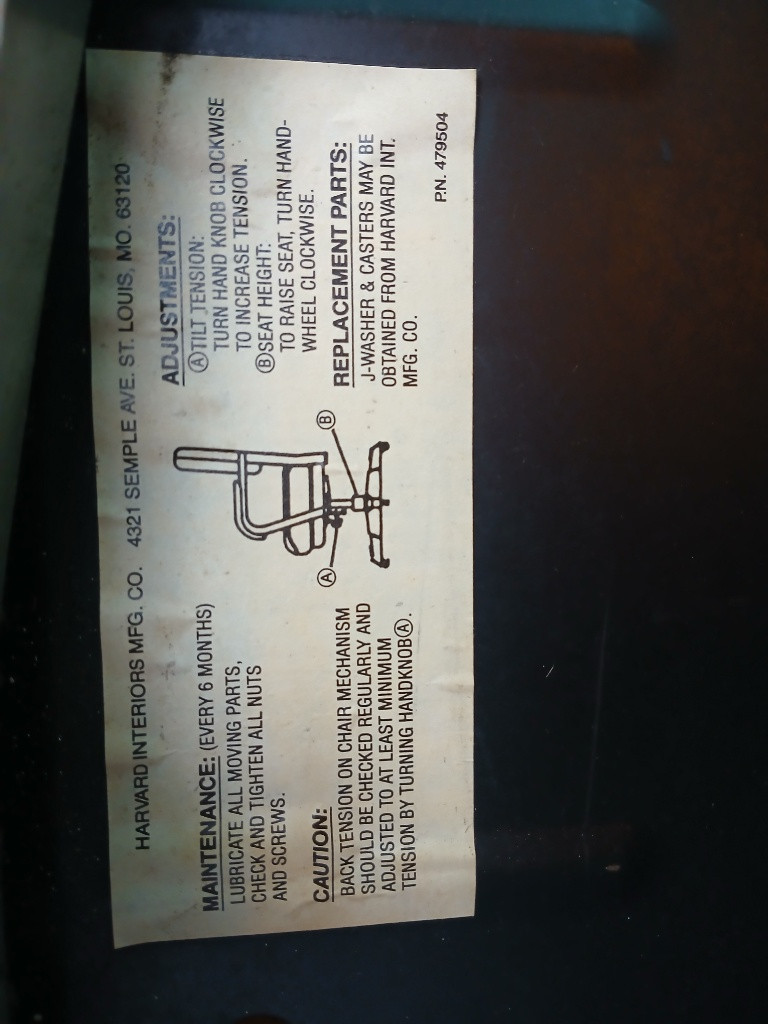 HARVARD INTERIORS MFG. CO. 4321 SEMPLE AVE. ST. LOUIS, MO. 63120
MAINTENANCE: (EVERY 6 MONTHS)
LUBRICATE ALL MOVING PARTS,
CHECK AND TIGHTEN ALL NUTS
AND SCREWS.
CAUTION:
BACK TENSION ON CHAIR MECHANISM
SHOULD BE CHECKED REGULARLY AND
ADJUSTED TO AT LEAST MINIMUM
TENSION BY TURNING HANDKNOBⒶ.
Ⓐ
Ⓑ
ADJUSTMENTS:
ⒶTILT TENSION:
TURN HAND KNOB CLOCKWISE
TO INCREASE TENSION.
ⒷSEAT HEIGHT:
TO RAISE SEAT, TURN HAND-
WHEEL CLOCKWISE.
REPLACEMENT PARTS:
J-WASHER & CASTERS MAY BE
OBTAINED FROM HARVARD INT.
MFG. CO.
P.N. 479504